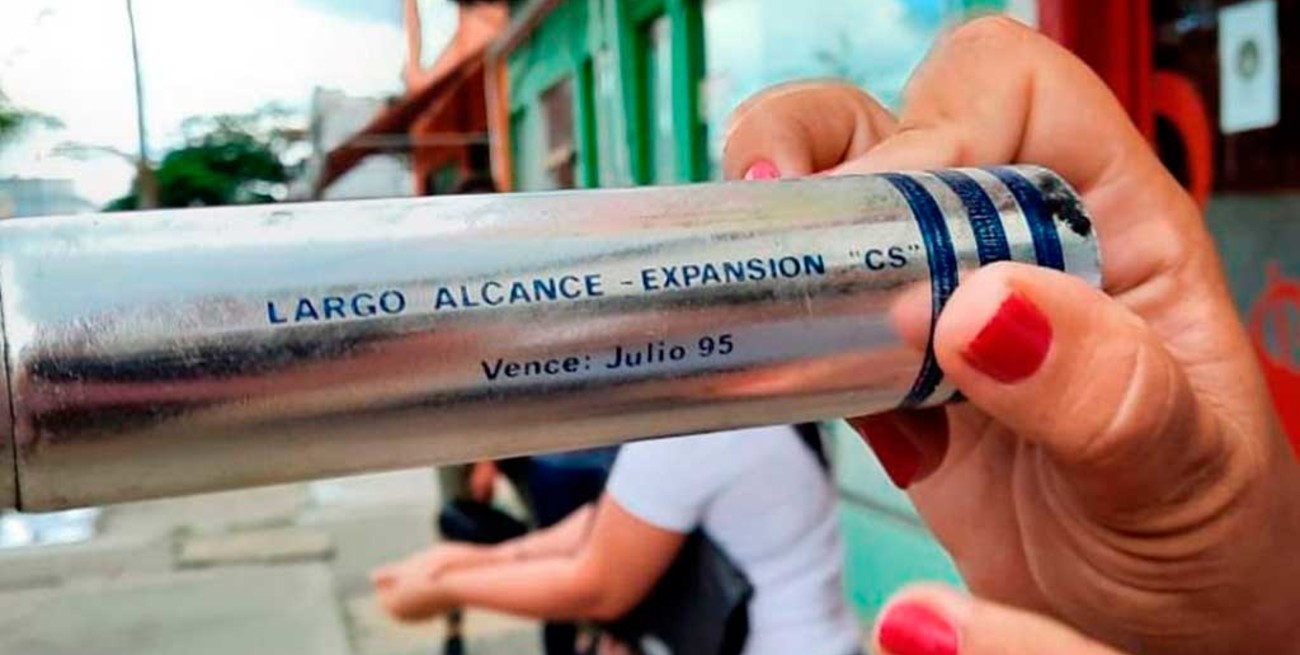 LARGO ALCANCE - EXPANSION "CS"
Vence: Julio 95